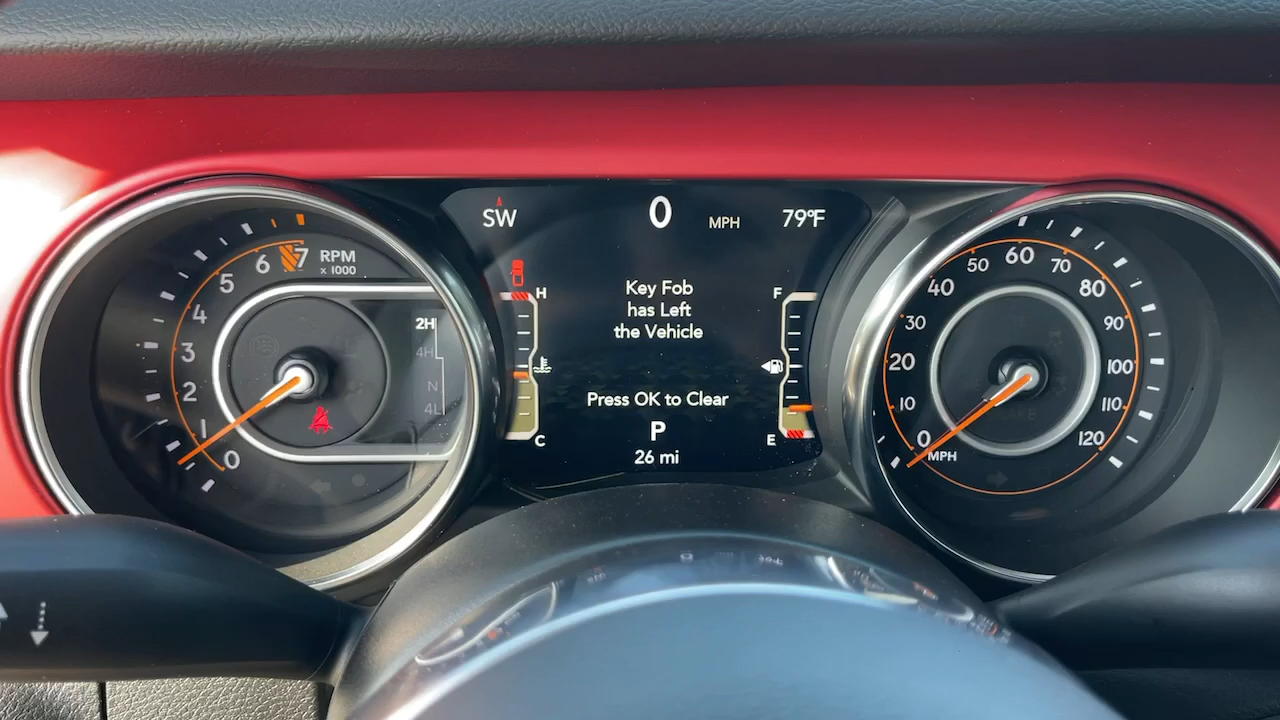 SW
0
MPH
79°F
RPM
x 1000
7
6
5
4
3
2
1
0
2H
4H
N
4L
H
C
Key Fob
has Left
the Vehicle
Press OK to Clear
P
26 mi
F
E
0
10
20
30
40
50
60
70
80
90
100
110
120
MPH